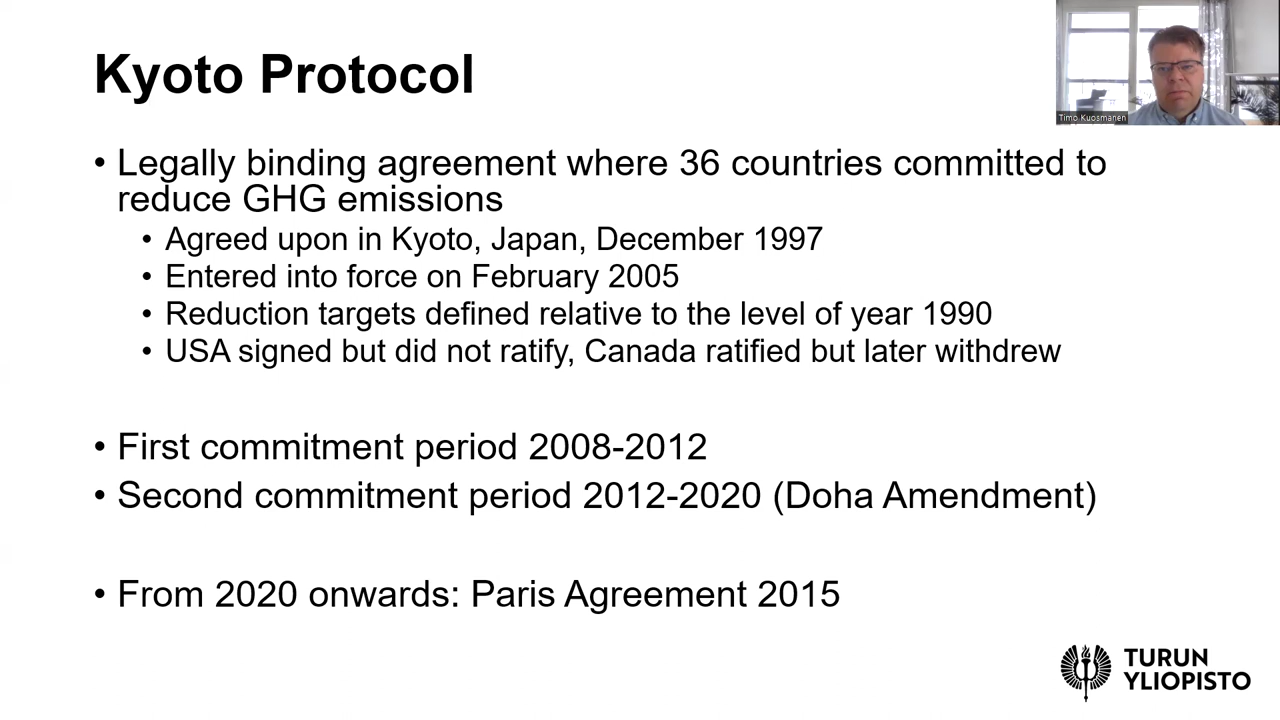 Kyoto Protocol
Timo Kuosmanen
• Legally binding agreement where 36 countries committed to
reduce GHG emissions
• Agreed upon in Kyoto, Japan, December 1997
• Entered into force on February 2005
• Reduction targets defined relative to the level of year 1990
• USA signed but did not ratify, Canada ratified but later withdrew
• First commitment period 2008-2012
• Second commitment period 2012-2020 (Doha Amendment)
• From 2020 onwards: Paris Agreement 2015
TURUN
YLIOPISTO